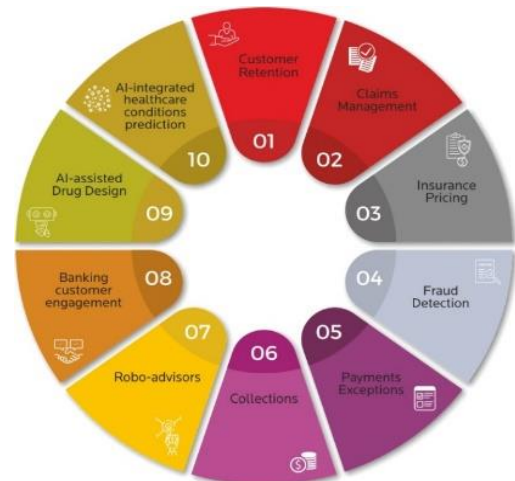 Customer
Retention
01
Claims
Management
02
Insurance
Pricing
03
Fraud
Detection
04
Payments
Exceptions
05
Collections
06
Robo-advisors
07
Banking
customer
engagement
08
AI-assisted
Drug Design
09
AI-integrated
healthcare
conditions
prediction
10